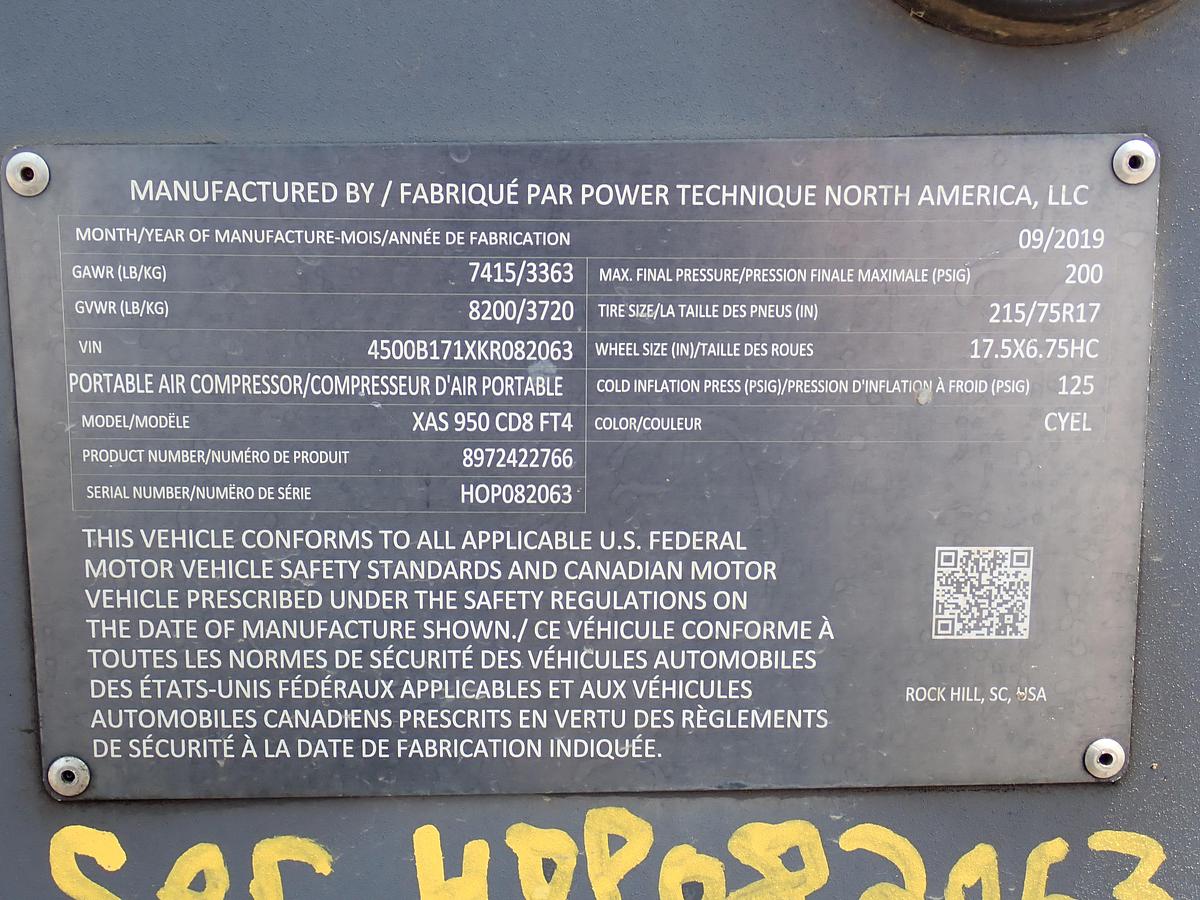 MANUFACTURED BY / FABRIQUÉ PAR POWER TECHNIQUE NORTH AMERICA, LLC
MONTH/YEAR OF MANUFACTURE-MOIS/ANNÉE DE FABRICATION 09/2019
GAWR (LB/KG) 7415/3363 MAX. FINAL PRESSURE/PRESSION FINALE MAXIMALE (PSIG) 200
GVWR (LB/KG) 8200/3720 TIRE SIZE/LA TAILLE DES PNEUS (IN) 215/75R17
VIN 4500B171XKR082063 WHEEL SIZE (IN)/TAILLE DES ROUES 17.5X6.75HC
PORTABLE AIR COMPRESSOR/COMPRESSEUR D'AIR PORTABLE COLD INFLATION PRESS (PSIG)/PRESSION D'INFLATION À FROID (PSIG) 125
MODEL/MODËLE XAS 950 CD8 FT4 COLOR/COULEUR CYEL
PRODUCT NUMBER/NUMÉRO DE PRODUIT 8972422766
SERIAL NUMBER/NUMËRO DE SÉRIE HOP082063
THIS VEHICLE CONFORMS TO ALL APPLICABLE U.S. FEDERAL
MOTOR VEHICLE SAFETY STANDARDS AND CANADIAN MOTOR
VEHICLE PRESCRIBED UNDER THE SAFETY REGULATIONS ON
THE DATE OF MANUFACTURE SHOWN./ CE VÉHICULE CONFORME À
TOUTES LES NORMES DE SÉCURITÉ DES VÉHICULES AUTOMOBILES
DES ÉTATS-UNIS FÉDÉRAUX APPLICABLES ET AUX VÉHICULES
AUTOMOBILES CANADIENS PRESCRITS EN VERTU DES RÈGLEMENTS
DE SÉCURITÉ À LA DATE DE FABRICATION INDIQUÉE.
ROCK HILL, SC, USA
HOP082063